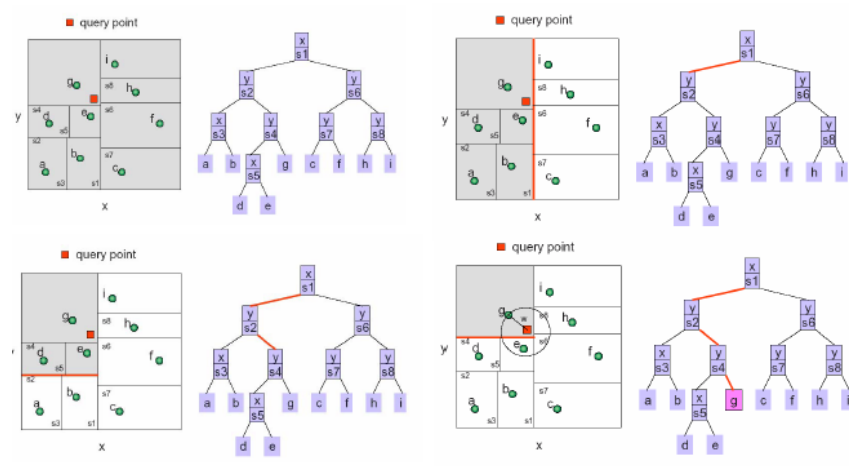 query point
i
g
s8 h
s4 d e s6 f
s5
y
s2
b s7
a c
s3 s1
x
x
s1
y y
s2 s6
x y y y
s3 s4 s7 s8
a b x g c f h i
s5
d e
query point
i
g
s8 h
s4 d e s6 f
s5
y
s2
b s7
a c
s3 s1
x
x
s1
y y
s2 s6
x y y y
s3 s4 s7 s8
a b x g c f h i
s5
d e
query point
i
g
s8 h
s4 d e s6 f
s5
s2
b s7
a c
s3 s1
x
x
s1
y y
s2 s6
x y y y
s3 s4 s7 s8
a b x g c f h i
s5
d e
query point
i
g w
s8 h
s4 d e s6 f
s5
y
s2
b s7
a c
s3 s1
x
x
s1
y y
s2 s6
x y y y
s3 s4 s7 s8
a b x g c f h i
s5
d e